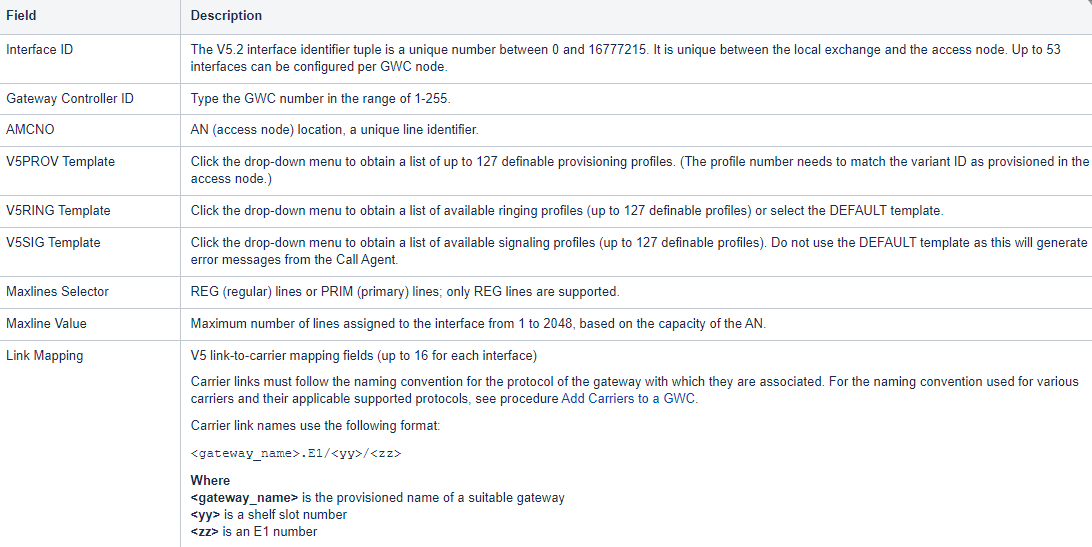 Field Description
Interface ID The V5.2 interface identifier tuple is a unique number between 0 and 16777215. It is unique between the local exchange and the access node. Up to 53
interfaces can be configured per GWC node.
Gateway Controller ID Type the GWC number in the range of 1-255.
AMCNO AN (access node) location, a unique line identifier.
V5PROV Template Click the drop-down menu to obtain a list of up to 127 definable provisioning profiles. (The profile number needs to match the variant ID as provisioned in the
access node.)
V5RING Template Click the drop-down menu to obtain a list of available ringing profiles (up to 127 definable profiles) or select the DEFAULT template.
V5SIG Template Click the drop-down menu to obtain a list of available signaling profiles (up to 127 definable profiles). Do not use the DEFAULT template as this will generate
error messages from the Call Agent.
Maxlines Selector REG (regular) lines or PRIM (primary) lines; only REG lines are supported.
Maxline Value Maximum number of lines assigned to the interface from 1 to 2048, based on the capacity of the AN.
Link Mapping V5 link-to-carrier mapping fields (up to 16 for each interface)
Carrier links must follow the naming convention for the protocol of the gateway with which they are associated. For the naming convention used for various
carriers and their applicable supported protocols, see procedure Add Carriers to a GWC.
Carrier link names use the following format:
<gateway_name>.E1/<yy>/<zz>
Where
<gateway_name> is the provisioned name of a suitable gateway
<yy> is a shelf slot number
<zz> is an E1 number